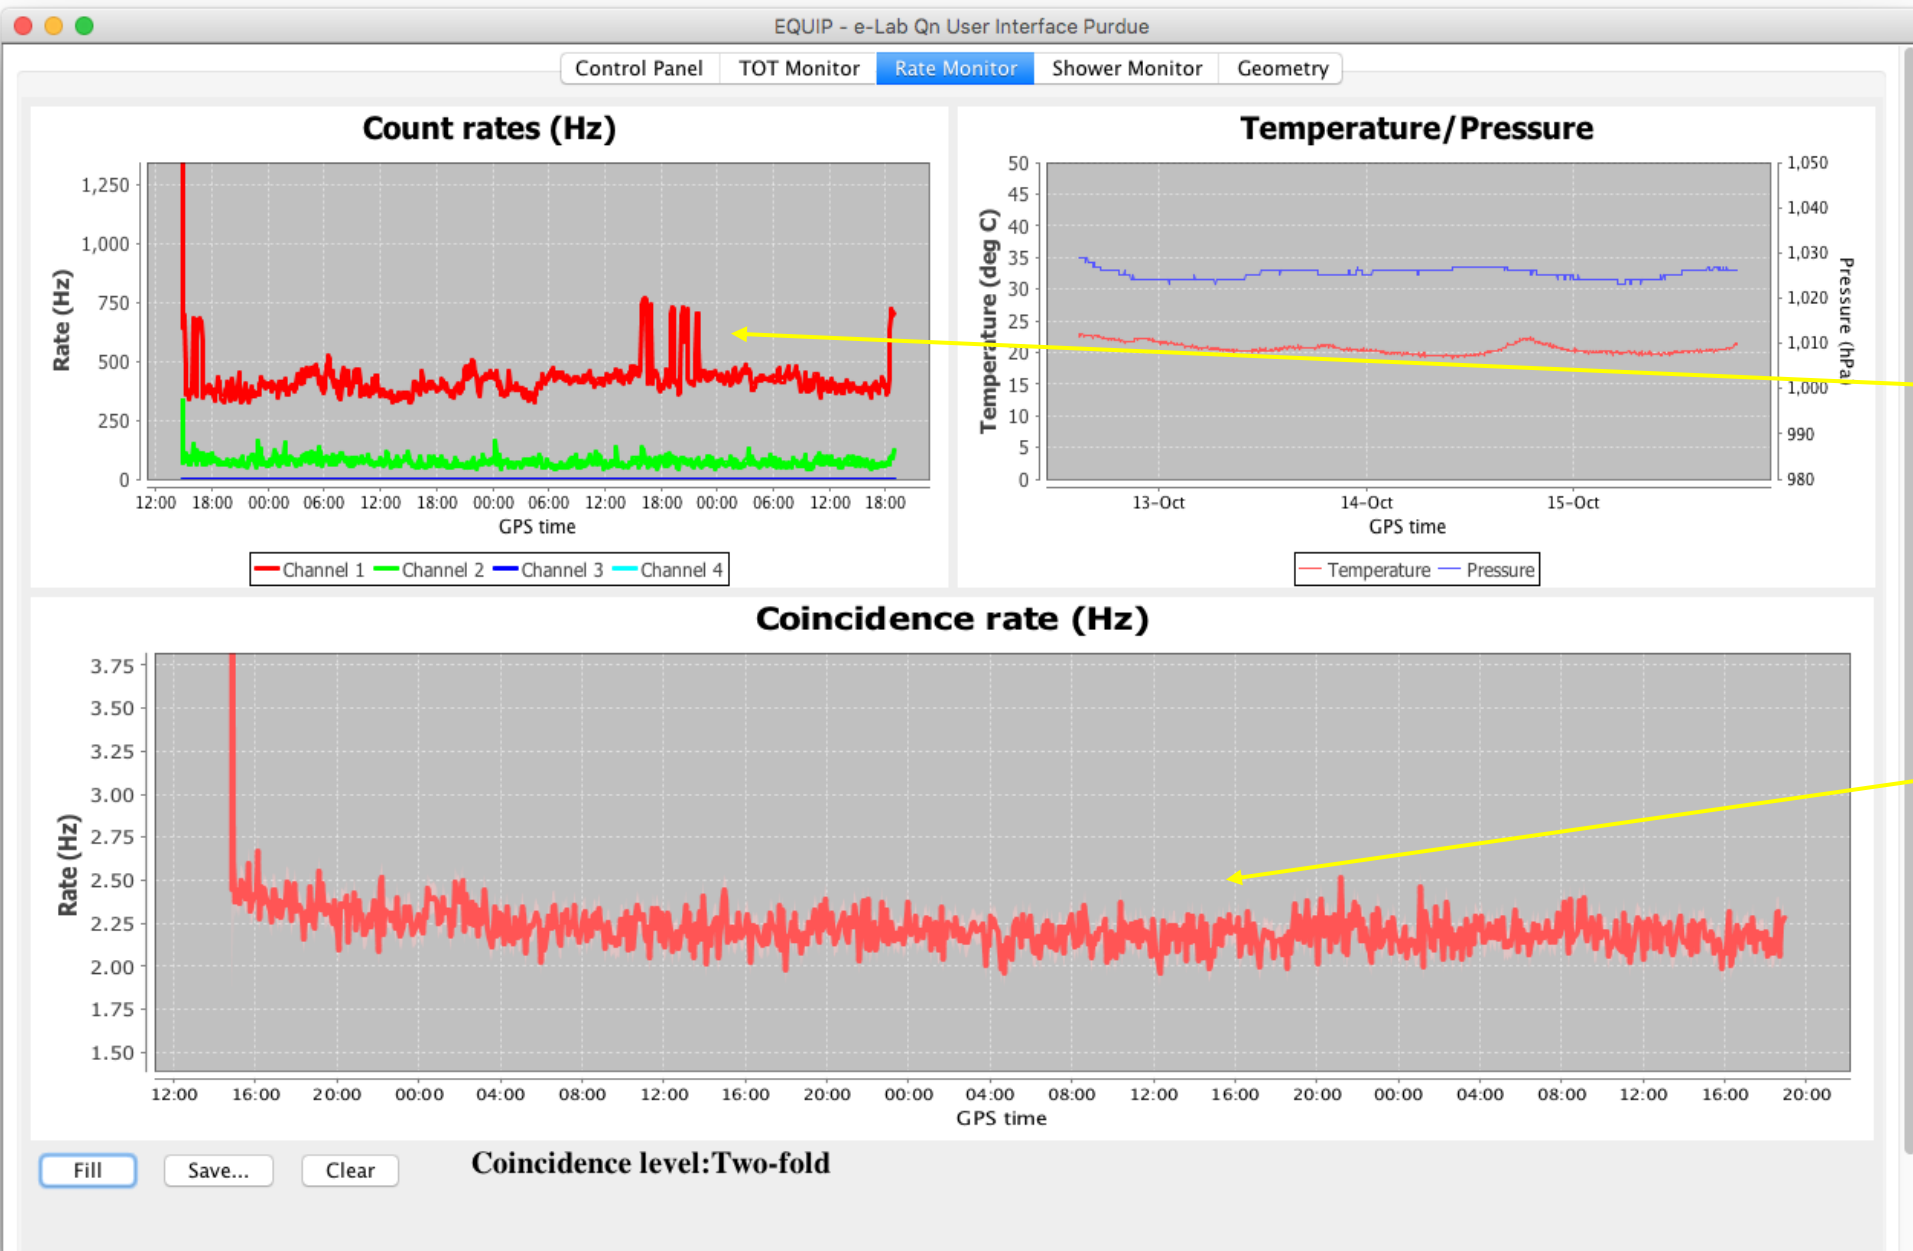 EQUIP - e-Lab Qn User Interface Purdue
Control Panel TOT Monitor Rate Monitor Shower Monitor Geometry
Count rates (Hz)
Rate (Hz)
1,250
1,000
750
500
250
0
12:00 18:00 00:00 06:00 12:00 18:00 00:00 06:00 12:00 18:00 00:00 06:00 12:00 18:00
GPS time
Channel 1 Channel 2 Channel 3 Channel 4
Temperature/Pressure
Temperature (deg C)
50
45
40
35
30
25
20
15
10
5
0
1,050
1,040
1,030
1,020
1,010
1,000
990
980
Pressure (hPa)
13-Oct 14-Oct 15-Oct
GPS time
Temperature Pressure
Coincidence rate (Hz)
Rate (Hz)
3.75
3.50
3.25
3.00
2.75
2.50
2.25
2.00
1.75
1.50
12:00 16:00 20:00 00:00 04:00 08:00 12:00 16:00 20:00 00:00 04:00 08:00 12:00 16:00 20:00 00:00 04:00 08:00 12:00 16:00 20:00
GPS time
Fill Save... Clear Coincidence level:Two-fold